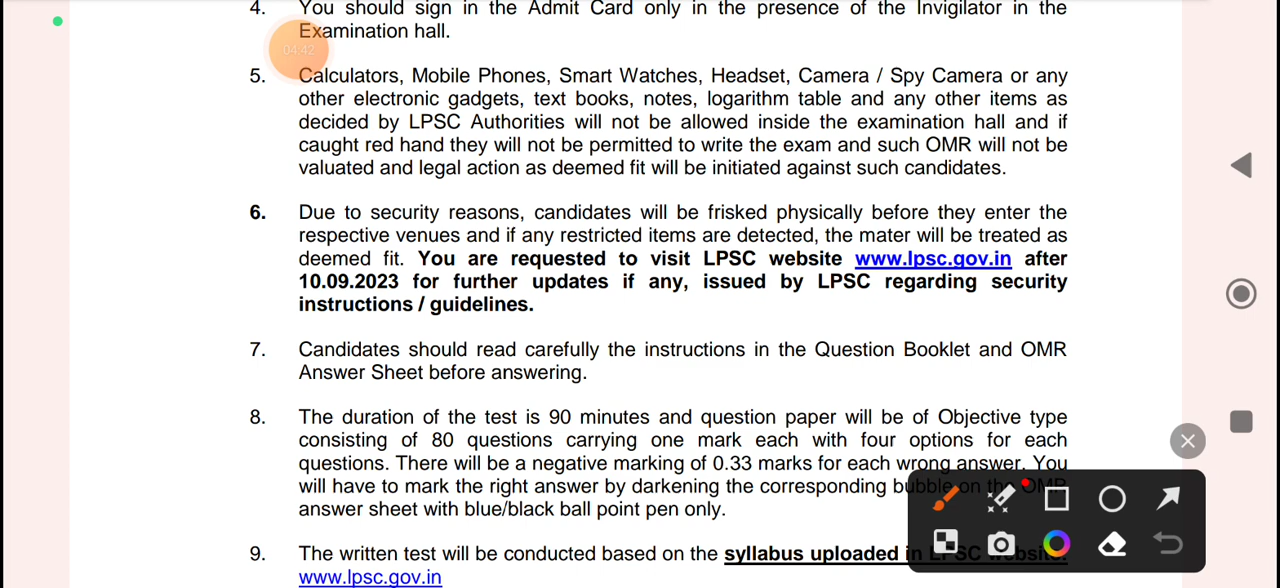 4. You should sign in the Admit Card only in the presence of the Invigilator in the
Examination hall.
04:42
5. Calculators, Mobile Phones, Smart Watches, Headset, Camera / Spy Camera or any
other electronic gadgets, text books, notes, logarithm table and any other items as
decided by LPSC Authorities will not be allowed inside the examination hall and if
caught red hand they will not be permitted to write the exam and such OMR will not be
valuated and legal action as deemed fit will be initiated against such candidates.
6. Due to security reasons, candidates will be frisked physically before they enter the
respective venues and if any restricted items are detected, the mater will be treated as
deemed fit. You are requested to visit LPSC website www.lpsc.gov.in after
10.09.2023 for further updates if any, issued by LPSC regarding security
instructions / guidelines.
7. Candidates should read carefully the instructions in the Question Booklet and OMR
Answer Sheet before answering.
8. The duration of the test is 90 minutes and question paper will be of Objective type
consisting of 80 questions carrying one mark each with four options for each
questions. There will be a negative marking of 0.33 marks for each wrong answer. You
will have to mark the right answer by darkening the corresponding bubble on the OMR
answer sheet with blue/black ball point pen only.
9. The written test will be conducted based on the syllabus uploaded in LPSC website
www.lpsc.gov.in